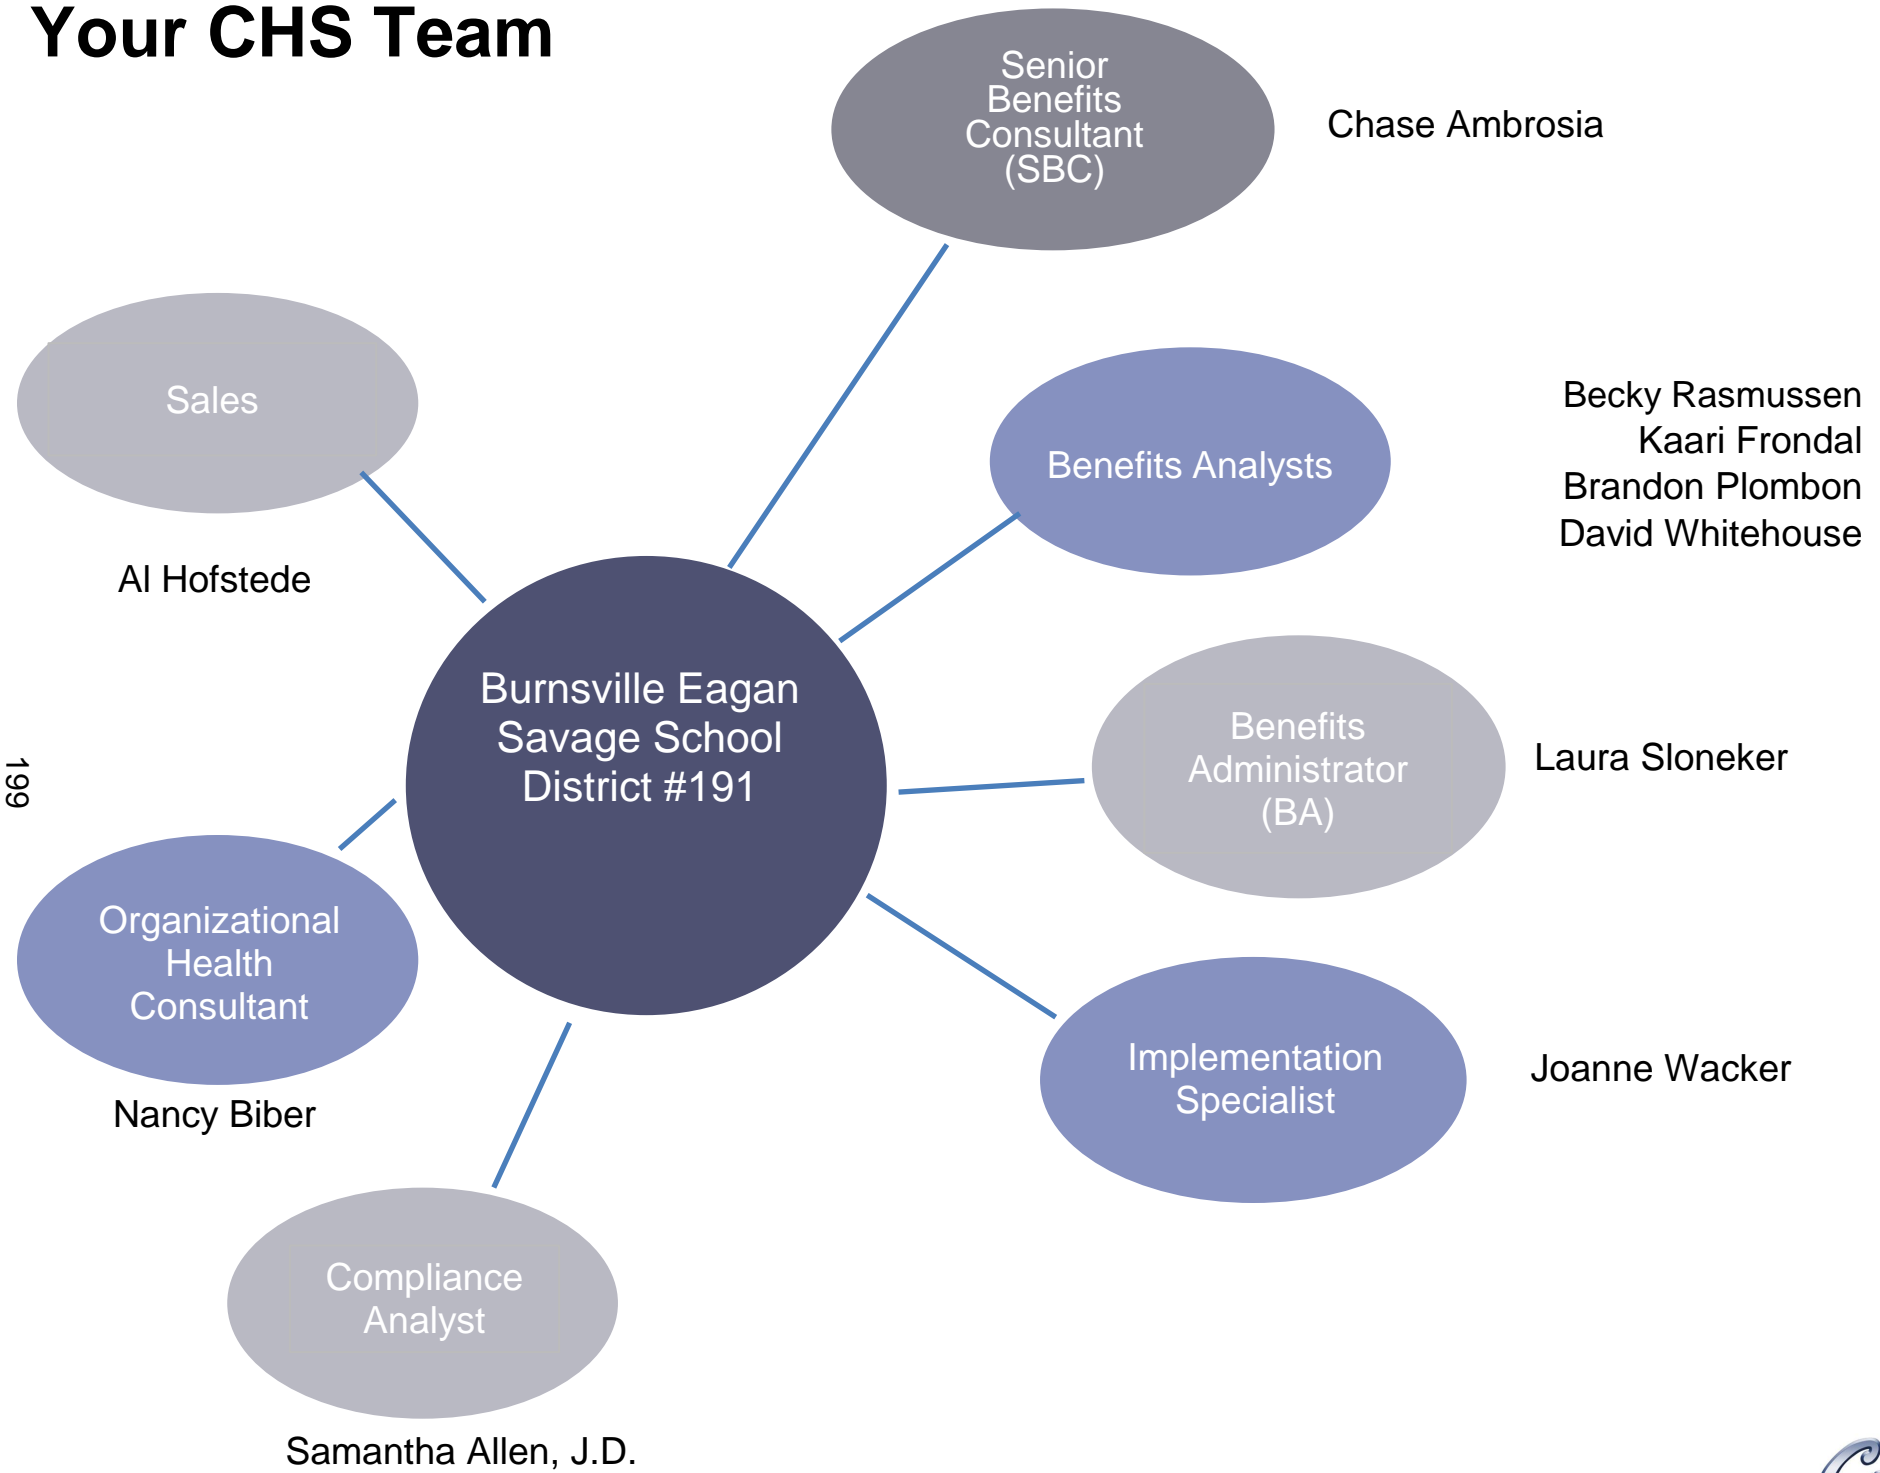 Your CHS Team
Senior
Benefits
Consultant
(SBC)
Chase Ambrosia
Sales
Al Hofstede
Benefits Analysts
Becky Rasmussen
Kaari Frondal
Brandon Plombon
David Whitehouse
Burnsville Eagan
Savage School
District #191
Benefits
Administrator
(BA)
Laura Sloneker
199
Organizational
Health
Consultant
Nancy Biber
Implementation
Specialist
Joanne Wacker
Compliance
Analyst
Samantha Allen, J.D.